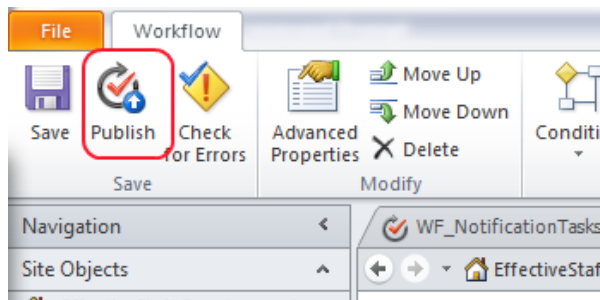 File Workflow
Save Publish Check for Errors
Advanced Properties
Move Up
Move Down
Delete
Conditi
Save Modify
Navigation
WF_NotificationTasks
Site Objects
EffectiveStaf